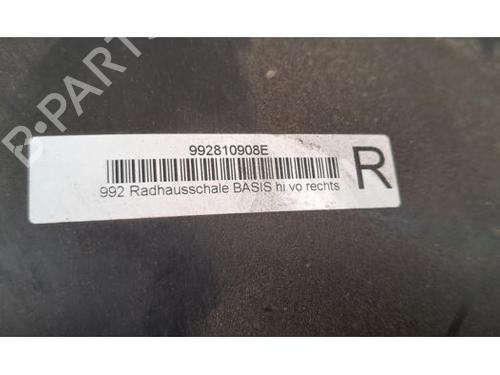 B-PARTS
992810908E
992 Radhausschale BASIS hi vo rechts
R